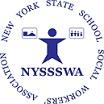 NEW YORK STATE SCHOOL SOCIAL WORKERS' ASSOCIATION
NYSSSWA